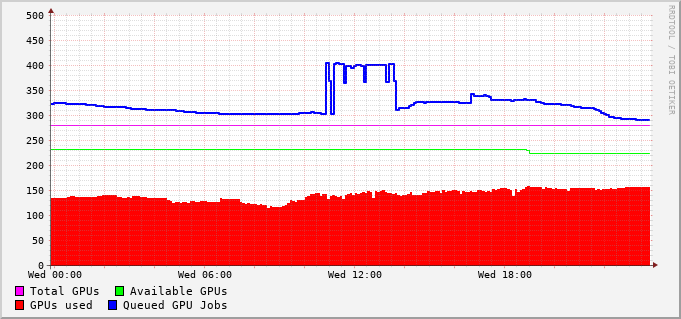 500
450
400
350
300
250
200
150
100
50
0
Wed 00:00 Wed 06:00 Wed 12:00 Wed 18:00
Total GPUs Available GPUs
GPUs used Queued GPU Jobs
RRDTOOL / TOBI OETIKER